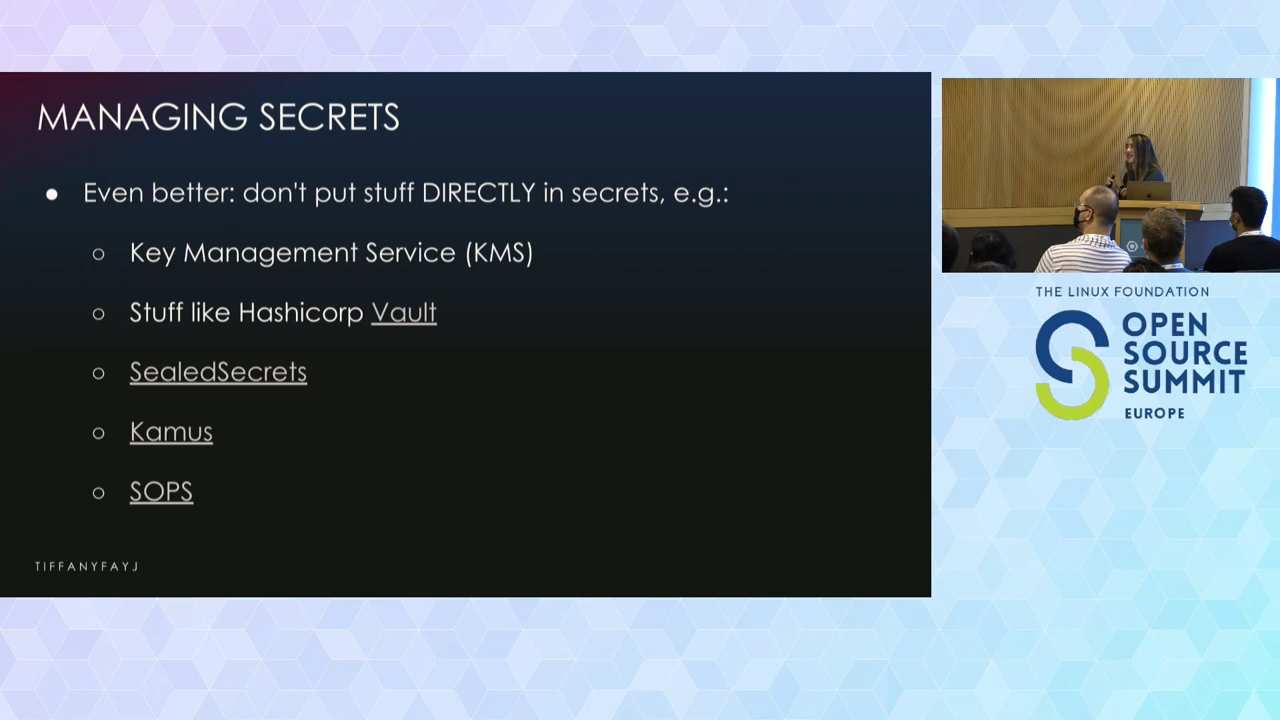 MANAGING SECRETS
● Even better: don't put stuff DIRECTLY in secrets, e.g.:
○ Key Management Service (KMS)
○ Stuff like Hashicorp Vault
○ SealedSecrets
○ Kamus
○ SOPS
TIFFANYFAYJ
THE LINUX FOUNDATION
OPEN
SOURCE
SUMMIT
EUROPE